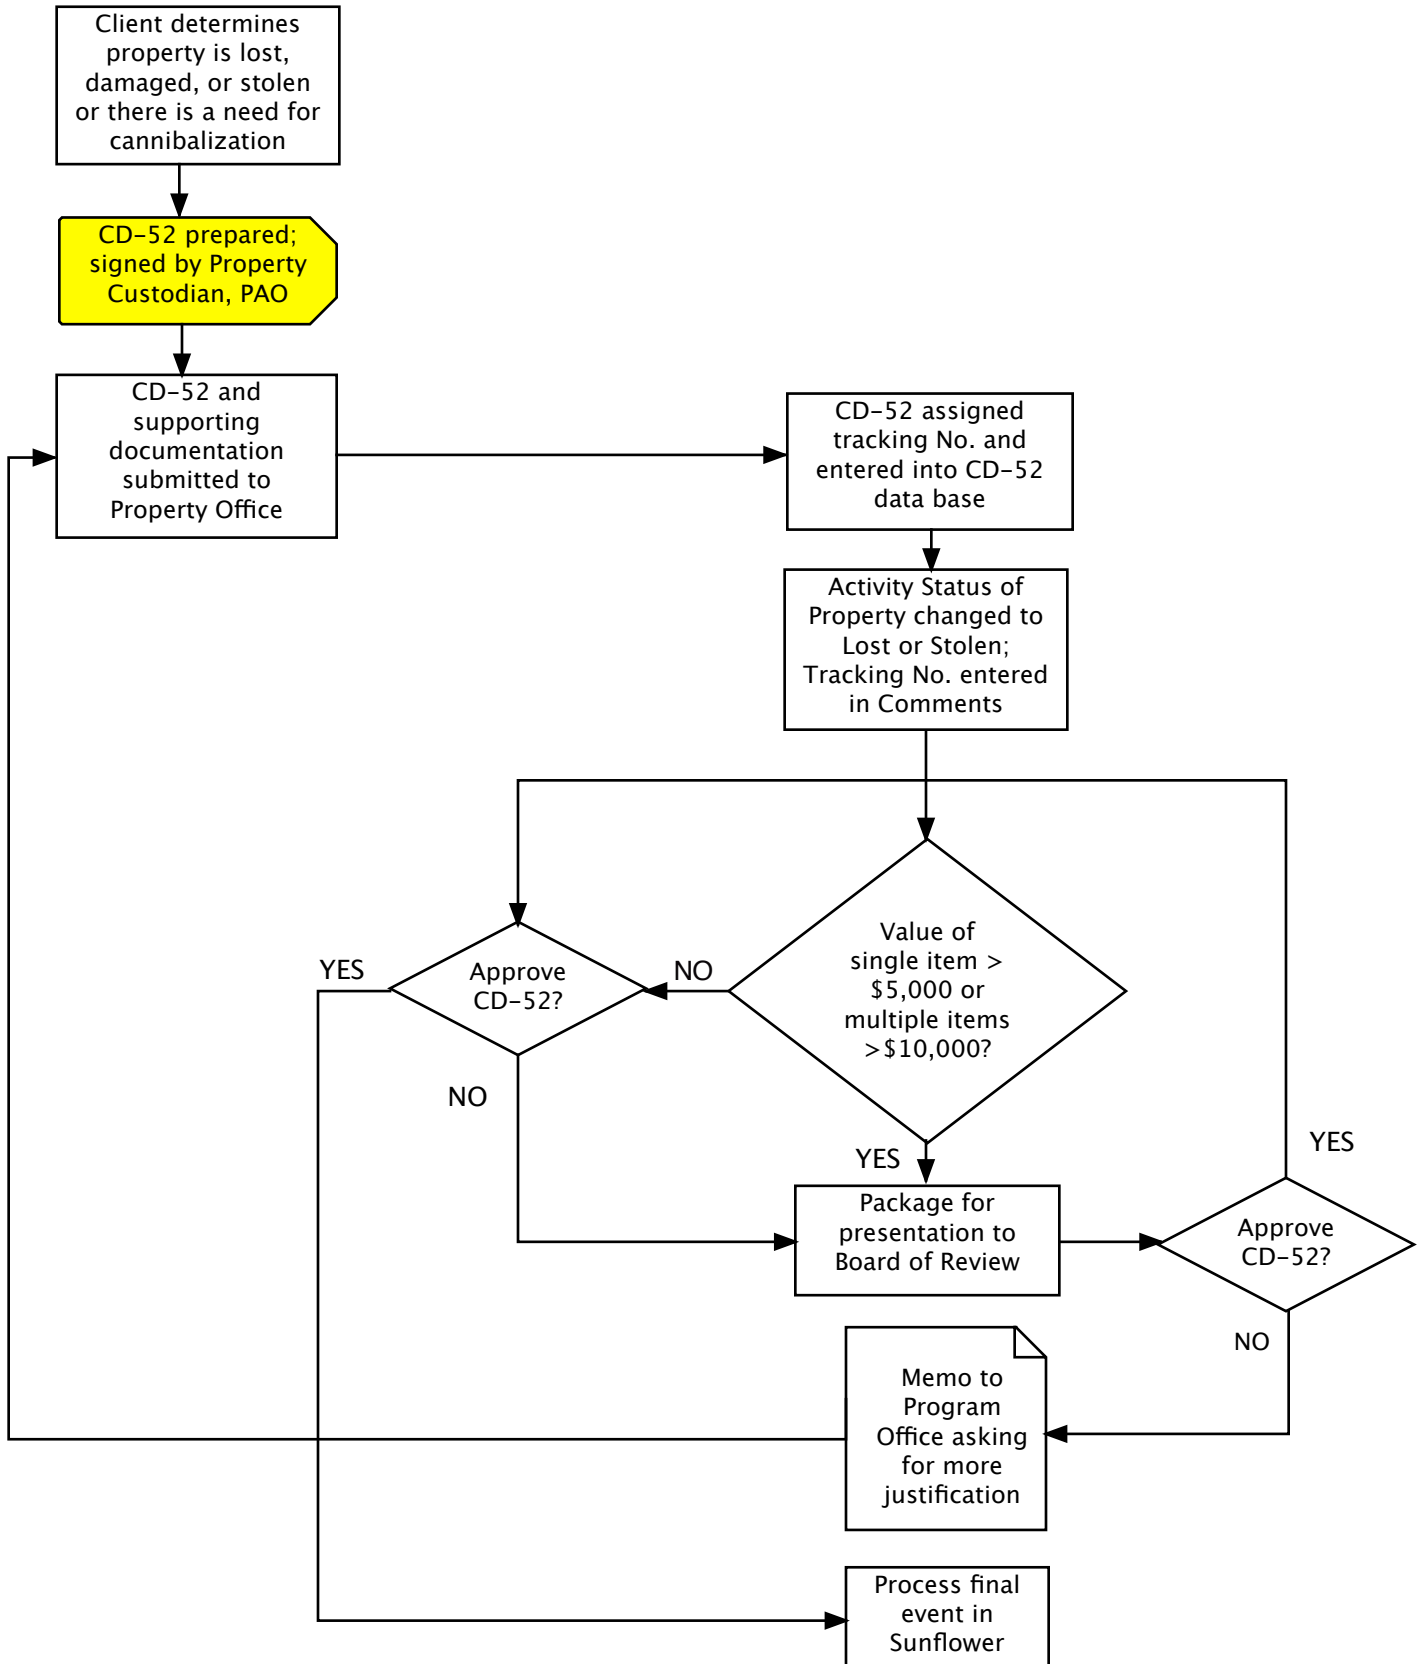 Client determines
property is lost,
damaged, or stolen
or there is a need for
cannibalization
CD-52 prepared;
signed by Property
Custodian, PAO
CD-52 and
supporting
documentation
submitted to
Property Office
CD-52 assigned
tracking No. and
entered into CD-52
data base
Activity Status of
Property changed to
Lost or Stolen;
Tracking No. entered
in Comments
Value of
single item >
$5,000 or
multiple items
>$10,000?
NO
Approve
CD-52?
YES
NO
YES
Package for
presentation to
Board of Review
Approve
CD-52?
YES
NO
Memo to
Program
Office asking
for more
justification
Process final
event in
Sunflower